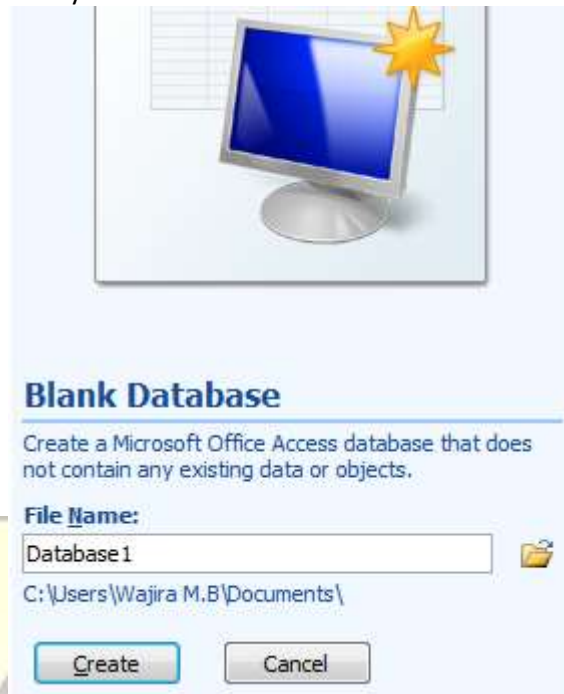 Blank Database
Create a Microsoft Office Access database that does
not contain any existing data or objects.
File Name:
Database1
C:\Users\Wajira M.B\Documents\
Create Cancel